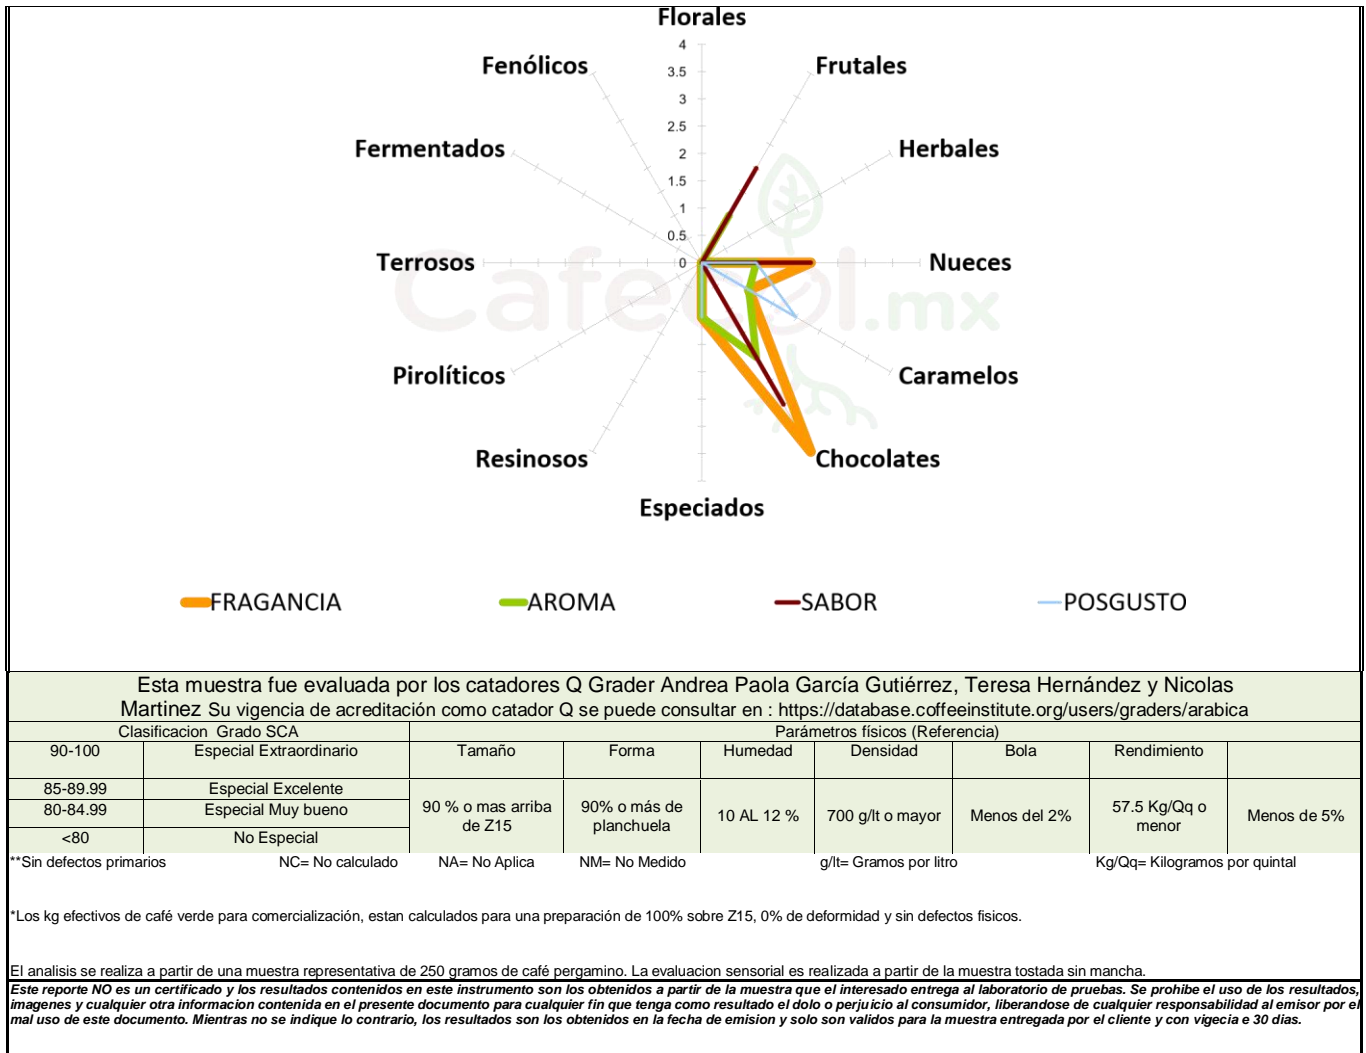 Florales
Fenólicos
Frutales
Fermentados
Herbales
Terrosos
Nueces
Pirolíticos
Caramelos
Resinosos
Chocolates
Especiados
4
3.5
3
2.5
2
1.5
1
0.5
0
Cafecol.mx
FRAGANCIA AROMA SABOR POSGUSTO
Esta muestra fue evaluada por los catadores Q Grader Andrea Paola García Gutiérrez, Teresa Hernández y Nicolas
Martinez Su vigencia de acreditación como catador Q se puede consultar en : https://database.coffeeinstitute.org/users/graders/arabica
Clasificacion Grado SCA Parámetros físicos (Referencia)
90-100 Especial Extraordinario Tamaño Forma Humedad Densidad Bola Rendimiento
85-89.99 Especial Excelente
80-84.99 Especial Muy bueno
<80 No Especial
90 % o mas arriba
de Z15
90% o más de
planchuela
10 AL 12 %
700 g/lt o mayor
Menos del 2%
57.5 Kg/Qq o
menor
Menos de 5%
**Sin defectos primarios NC= No calculado NA= No Aplica NM= No Medido g/lt= Gramos por litro Kg/Qq= Kilogramos por quintal
*Los kg efectivos de café verde para comercialización, estan calculados para una preparación de 100% sobre Z15, 0% de deformidad y sin defectos fisicos.
El analisis se realiza a partir de una muestra representativa de 250 gramos de café pergamino. La evaluacion sensorial es realizada a partir de la muestra tostada sin mancha.
Este reporte NO es un certificado y los resultados contenidos en este instrumento son los obtenidos a partir de la muestra que el interesado entrega al laboratorio de pruebas. Se prohibe el uso de los resultados,
imagenes y cualquier otra informacion contenida en el presente documento para cualquier fin que tenga como resultado el dolo o perjuicio al consumidor, liberandose de cualquier responsabilidad al emisor por el
mal uso de este documento. Mientras no se indique lo contrario, los resultados son los obtenidos en la fecha de emision y solo son validos para la muestra entregada por el cliente y con vigecia e 30 dias.